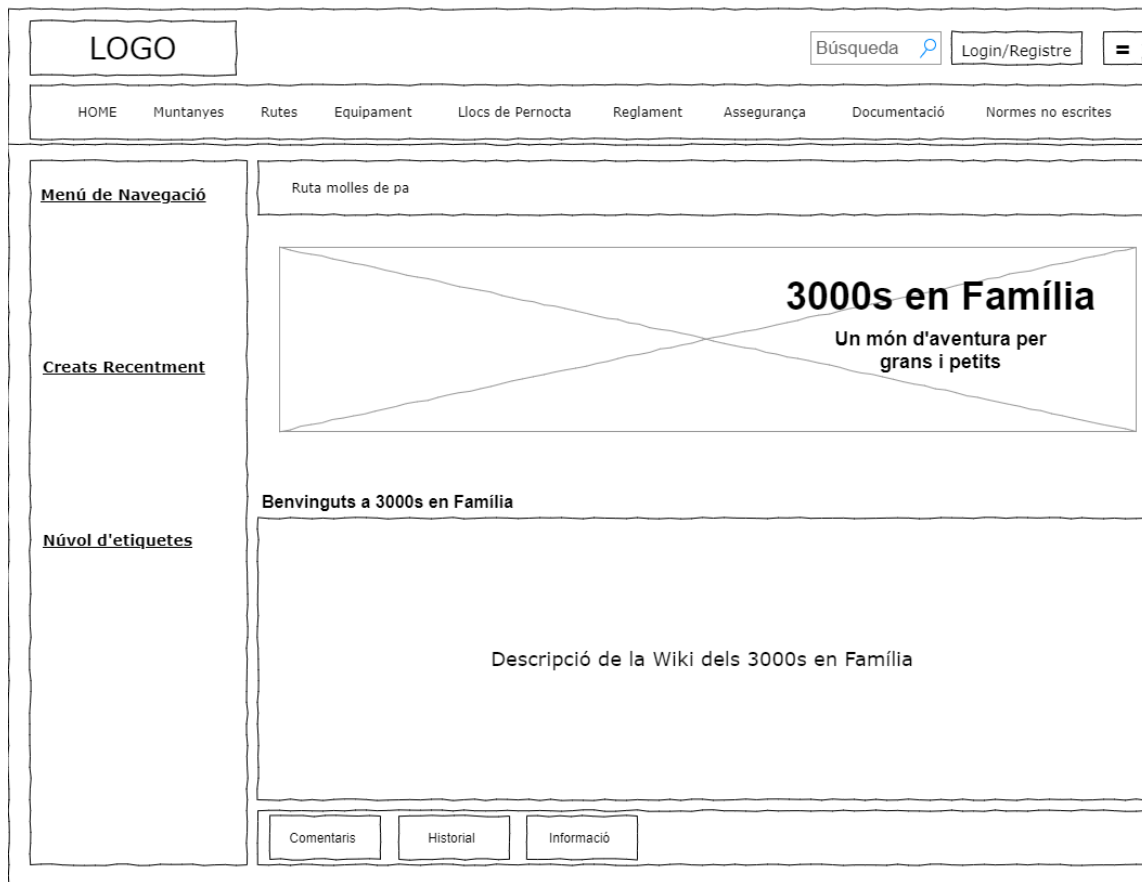 LOGO
Búsqueda
Login/Registre
=
HOME Muntanyes Rutes Equipament Llocs de Pernocta Reglament Assegurança Documentació Normes no escrites
Menú de Navegació
Creats Recentment
Núvol d'etiquetes
Ruta molles de pa
3000s en Família
Un món d'aventura per
grans i petits
Benvinguts a 3000s en Família
Descripció de la Wiki dels 3000s en Família
Comentaris
Historial
Informació